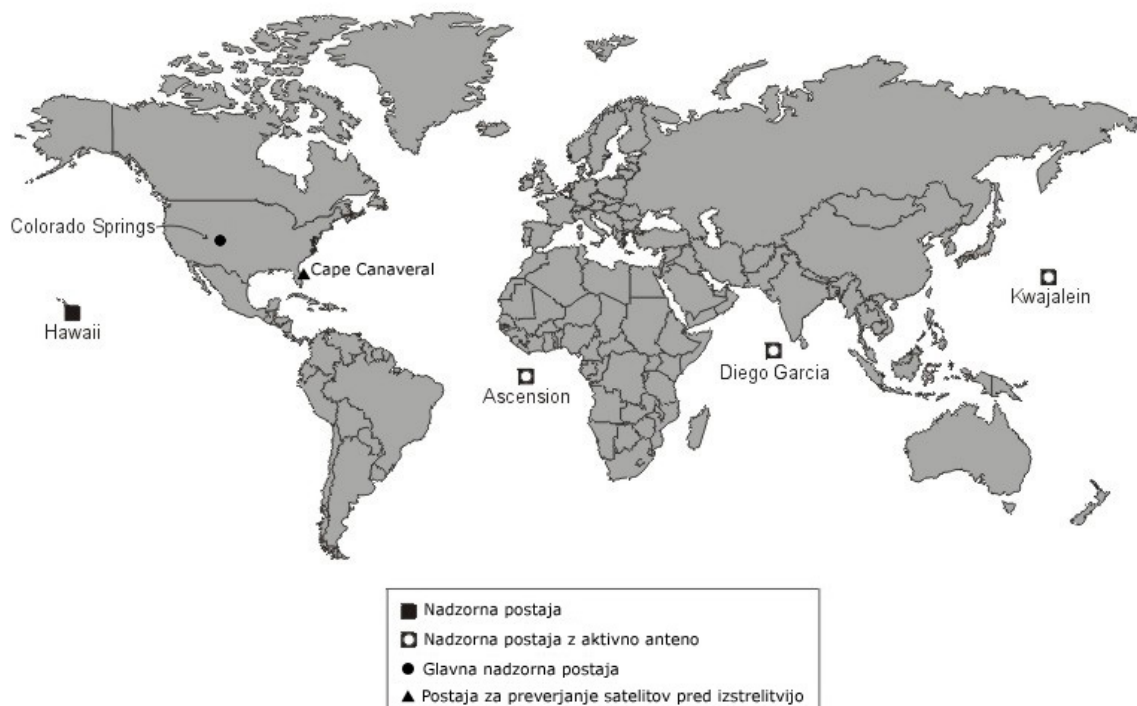 Colorado Springs
Cape Canaveral
Hawaii
Kwajalein
Diego Garcia
Ascension
Nadzorna postaja
Nadzorna postaja z aktivno anteno
Glavna nadzorna postaja
Postaja za preverjanje satelitov pred izstrelitvijo